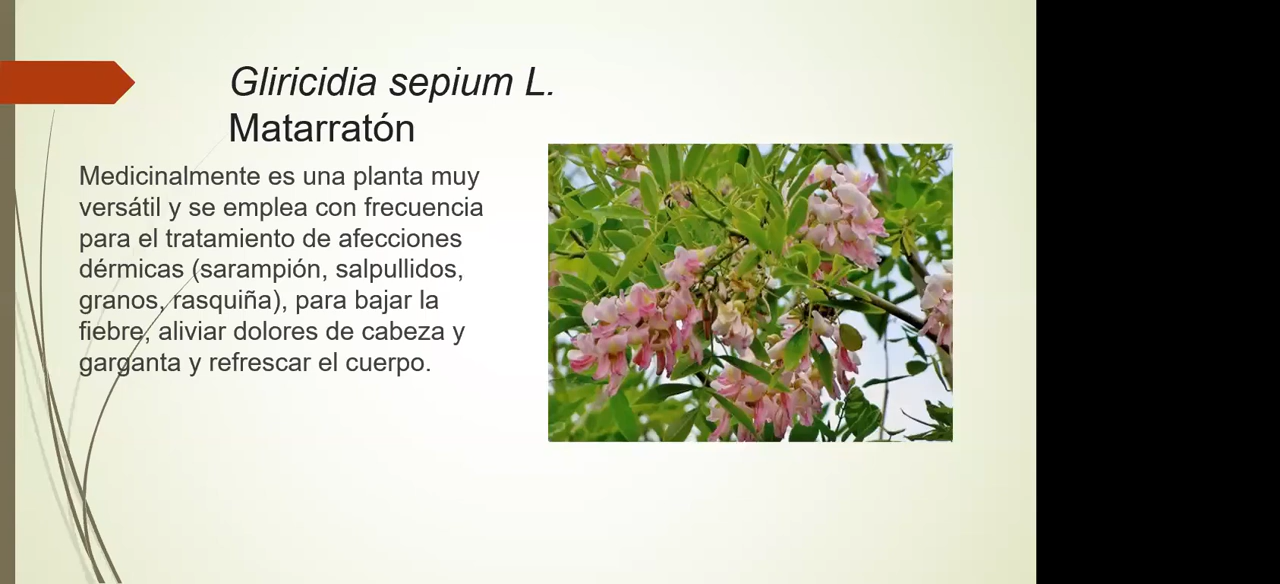 Gliricidia sepium L.
Matarratón
Medicinalmente es una planta muy
versátil y se emplea con frecuencia
para el tratamiento de afecciones
dérmicas (sarampión, salpullidos,
granos, rasquiña), para bajar la
fiebre, aliviar dolores de cabeza y
garganta y refrescar el cuerpo.